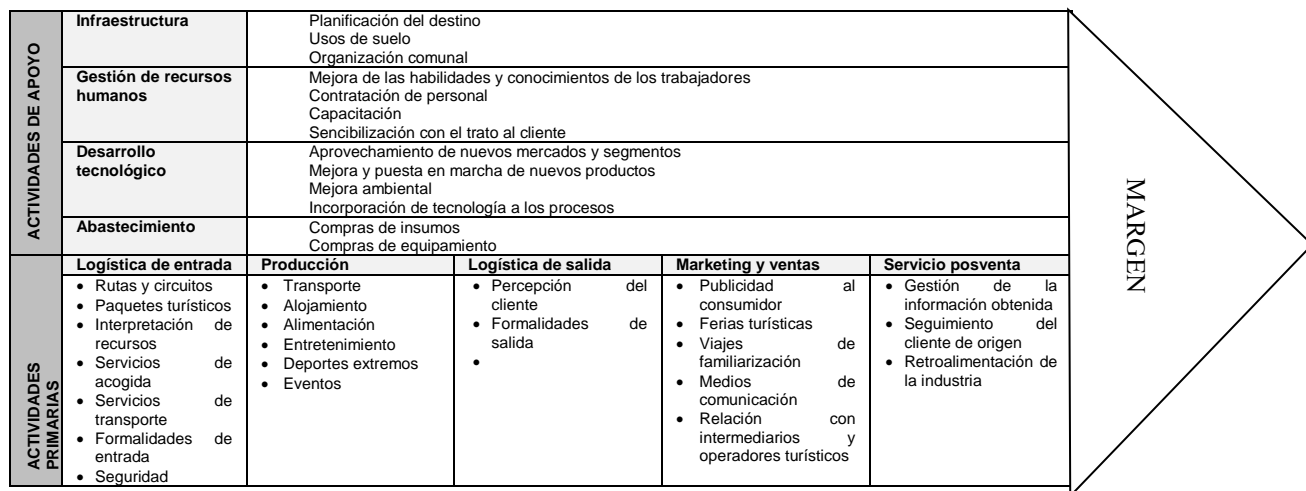 ACTIVIDADES DE APOYO
Infraestructura
Planificación del destino
Usos de suelo
Organización comunal
Gestión de recursos
humanos
Mejora de las habilidades y conocimientos de los trabajadores
Contratación de personal
Capacitación
Sencibilización con el trato al cliente
Desarrollo
tecnológico
Aprovechamiento de nuevos mercados y segmentos
Mejora y puesta en marcha de nuevos productos
Mejora ambiental
Incorporación de tecnología a los procesos
Abastecimiento
Compras de insumos
Compras de equipamiento
ACTIVIDADES
PRIMARIAS
Logística de entrada
• Rutas y circuitos
• Paquetes turísticos
• Interpretación de
recursos
• Servicios de
acogida
• Servicios de
transporte
• Formalidades de
entrada
• Seguridad
Producción
• Transporte
• Alojamiento
• Alimentación
• Entretenimiento
• Deportes extremos
• Eventos
Logística de salida
• Percepción del
cliente
• Formalidades de
salida
•
Marketing y ventas
• Publicidad al
consumidor
• Ferias turísticas
• Viajes de
familiarización
• Medios de
comunicación
• Relación con
intermediarios y
operadores turísticos
Servicio posventa
• Gestión de la
información obtenida
• Seguimiento del
cliente de origen
• Retroalimentación de
la industria
MARGEN